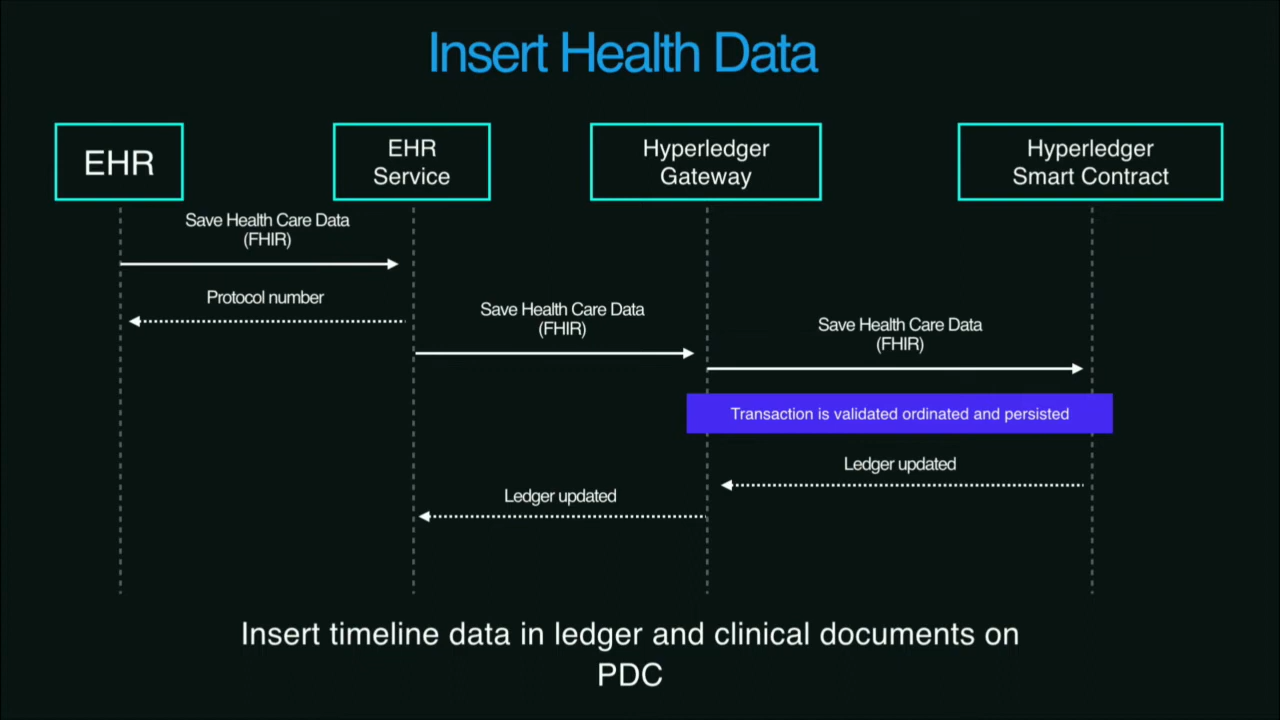 Insert Health Data
EHR
EHR
Service
Hyperledger
Gateway
Hyperledger
Smart Contract
Save Health Care Data
(FHIR)
Protocol number
Save Health Care Data
(FHIR)
Save Health Care Data
(FHIR)
Transaction is validated ordinated and persisted
Ledger updated
Ledger updated
Insert timeline data in ledger and clinical documents on
PDC